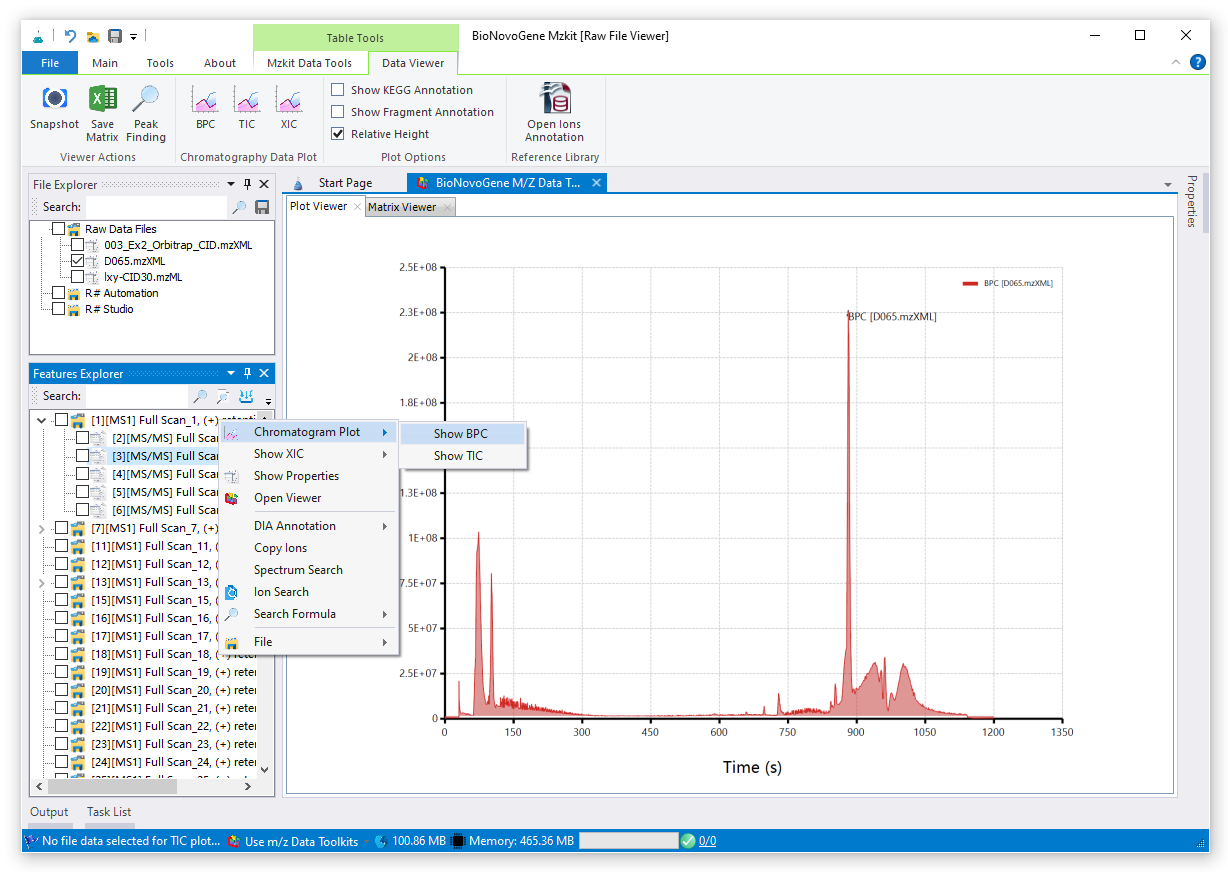 Table Tools
BioNovoGene Mzkit [Raw File Viewer]
File
Main
Tools
About
Mzkit Data Tools
Data Viewer
?
Snapshot
Save Matrix
Peak Finding
Viewer Actions
BPC
TIC
XIC
Chromatography Data Plot
Show KEGG Annotation
Show Fragment Annotation
Relative Height
Plot Options
Open Ions Annotation
Reference Library
File Explorer
Search:
Raw Data Files
003_Ex2_Orbitrap_CID.mzXML
D065.mzXML
lxy-CID30.mzML
R# Automation
R# Studio
Features Explorer
Search:
[1][MS1] Full Scan_1, (+) retenti
[2][MS/MS] Full Scan
[3][MS/MS] Full Scan
[4][MS/MS] Full Scan
[5][MS/MS] Full Scan
[6][MS/MS] Full Scan
[7][MS1] Full Scan_7, (+)
[11][MS1] Full Scan_11, (
[12][MS1] Full Scan_12, (
[13][MS1] Full Scan_13, (
[15][MS1] Full Scan_15, (
[16][MS1] Full Scan_16, (
[17][MS1] Full Scan_17, (
[18][MS1] Full Scan_18, (+) reter
[19][MS1] Full Scan_19, (+) reter
[20][MS1] Full Scan_20, (+) reter
[21][MS1] Full Scan_21, (+) reter
[22][MS1] Full Scan_22, (+) reter
[23][MS1] Full Scan_23, (+) reter
[24][MS1] Full Scan_24, (+) reter
Chromatogram Plot
Show XIC
Show Properties
Open Viewer
DIA Annotation
Copy Ions
Spectrum Search
Ion Search
Search Formula
File
Show BPC
Show TIC
Start Page
BioNovoGene M/Z Data T...
Properties
Plot Viewer
Matrix Viewer
2.5E+08
2.3E+08
2E+08
1.8E+08
1.3E+08
1E+08
7.5E+07
5E+07
2.5E+07
0
0 150 300 450 600 750 900 1050 1200 1350
Time (s)
BPC [D065.mzXML]
BPC [D065.mzXML]
Output
Task List
No file data selected for TIC plot...
Use m/z Data Toolkits
100.86 MB
Memory: 465.36 MB
0/0